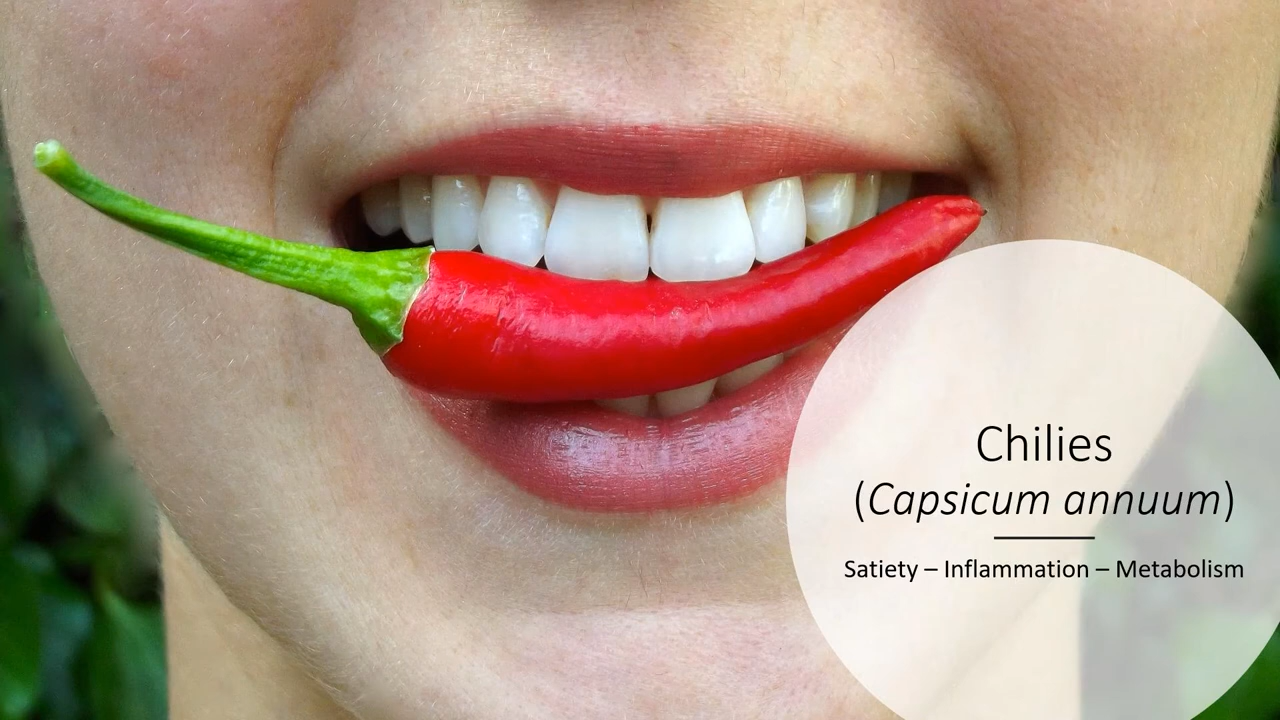 Chilies
(Capsicum annuum)
Satiety – Inflammation – Metabolism